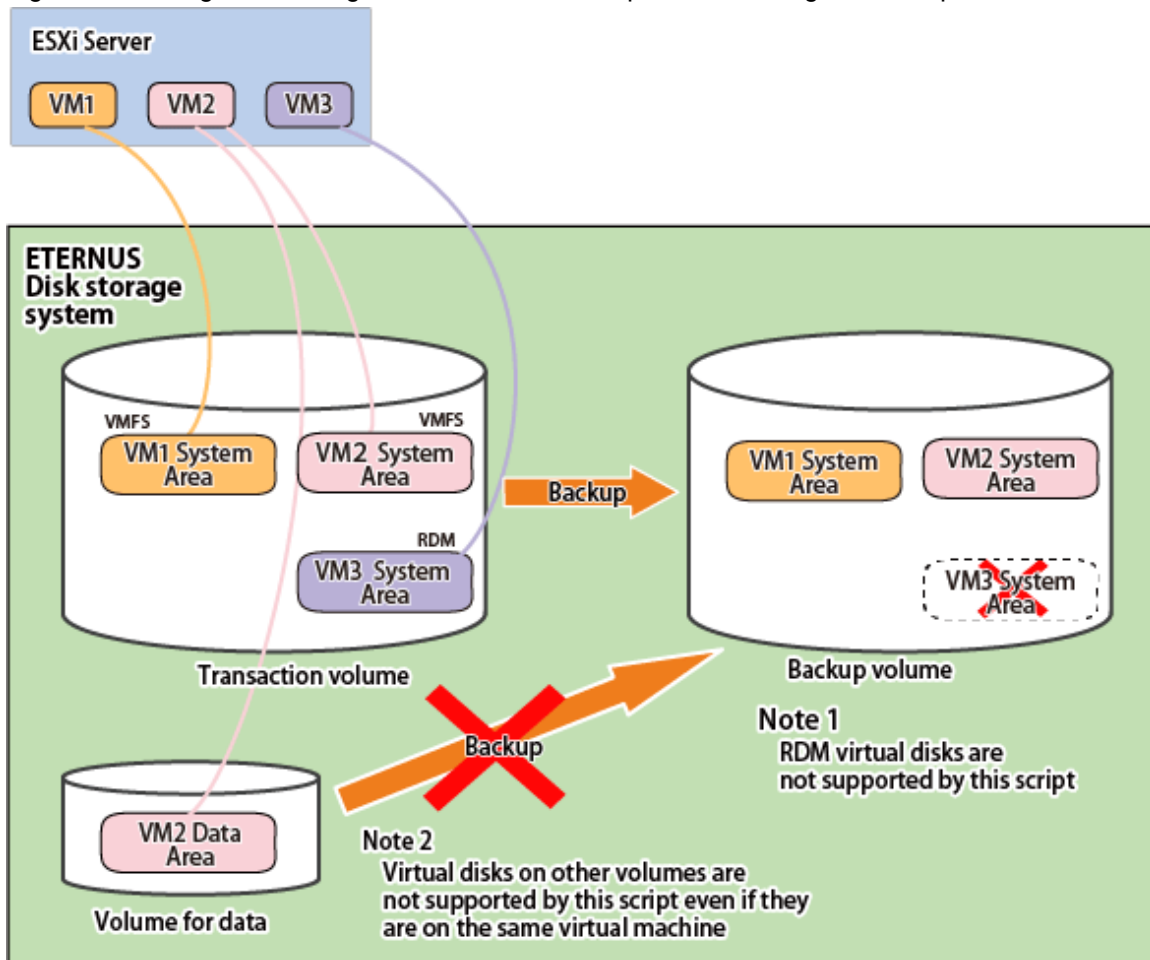 ESXi Server
VM1
VM2
VM3
ETERNUS
Disk storage
system
VMFS
VM1 System
Area
VMFS
VM2 System
Area
RDM
VM3 System
Area
Transaction volume
Backup
VM1 System
Area
VM2 System
Area
VM3 System
Area
Backup volume
Note 1
RDM virtual disks are
not supported by this script
Backup
VM2 Data
Area
Volume for data
Note 2
Virtual disks on other volumes are
not supported by this script even if they
are on the same virtual machine